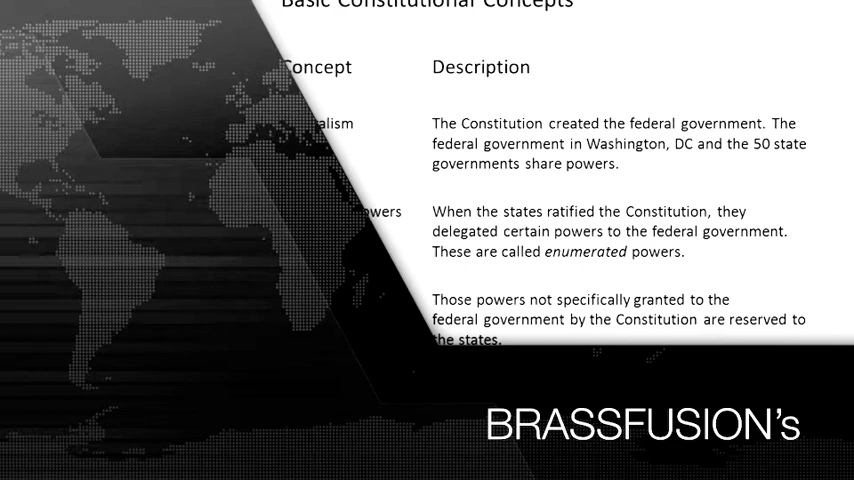 Basic Constitutional Concepts
Concept Description
alism The Constitution created the federal government. The
federal government in Washington, DC and the 50 state
governments share powers.
owers When the states ratified the Constitution, they
delegated certain powers to the federal government.
These are called enumerated powers.
Those powers not specifically granted to the
federal government by the Constitution are reserved to
the states.
BRASSFUSION's